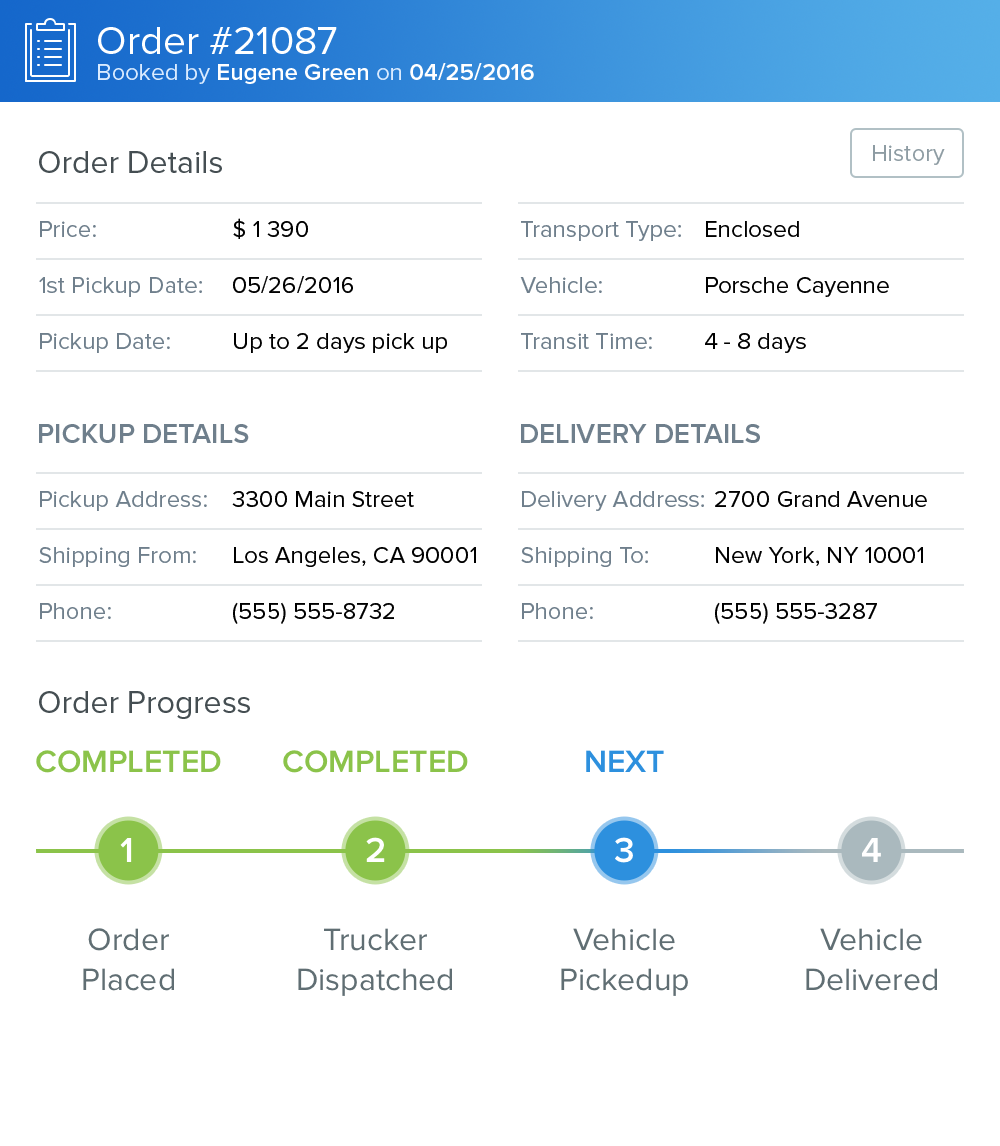 Order #21087
Booked by Eugene Green on 04/25/2016
Order Details
History
Price: $ 1 390
1st Pickup Date: 05/26/2016
Pickup Date: Up to 2 days pick up
Transport Type: Enclosed
Vehicle: Porsche Cayenne
Transit Time: 4 - 8 days
PICKUP DETAILS
Pickup Address: 3300 Main Street
Shipping From: Los Angeles, CA 90001
Phone: (555) 555-8732
DELIVERY DETAILS
Delivery Address: 2700 Grand Avenue
Shipping To: New York, NY 10001
Phone: (555) 555-3287
Order Progress
COMPLETED
1
Order
Placed
COMPLETED
2
Trucker
Dispatched
NEXT
3
Vehicle
Pickedup
4
Vehicle
Delivered